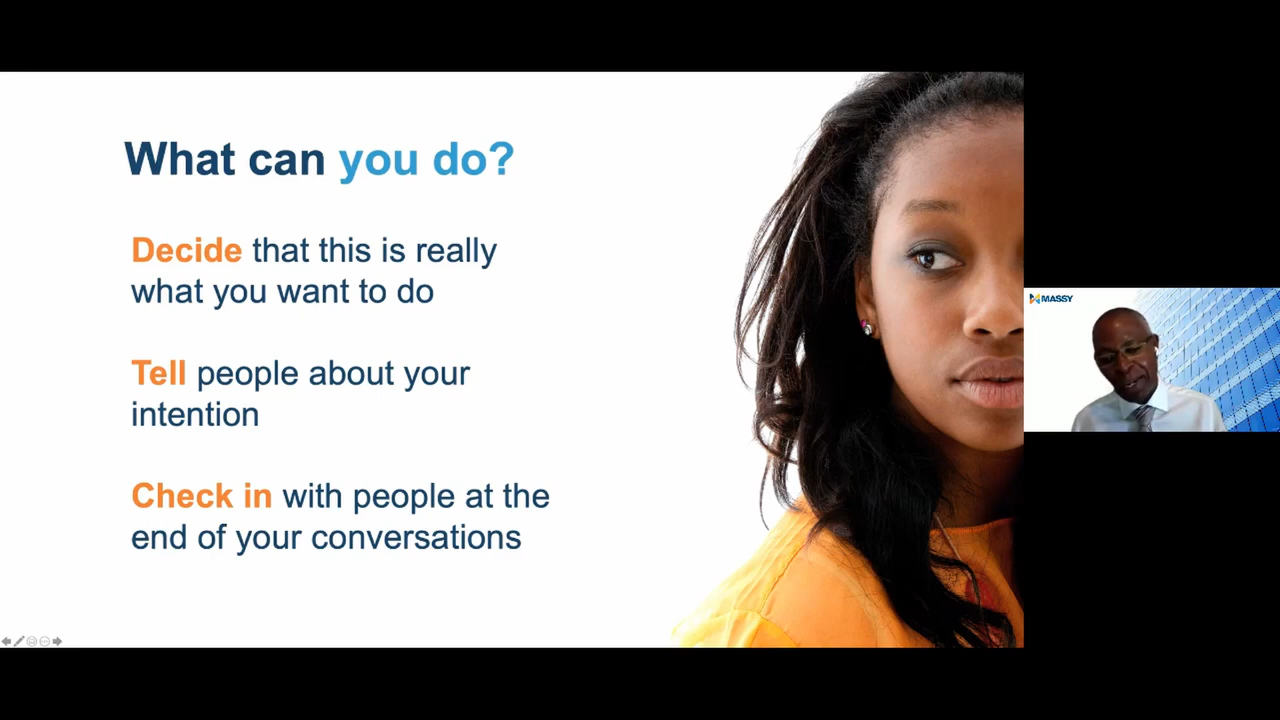 What can you do?
Decide that this is really
what you want to do
Tell people about your
intention
Check in with people at the
end of your conversations
MASSY